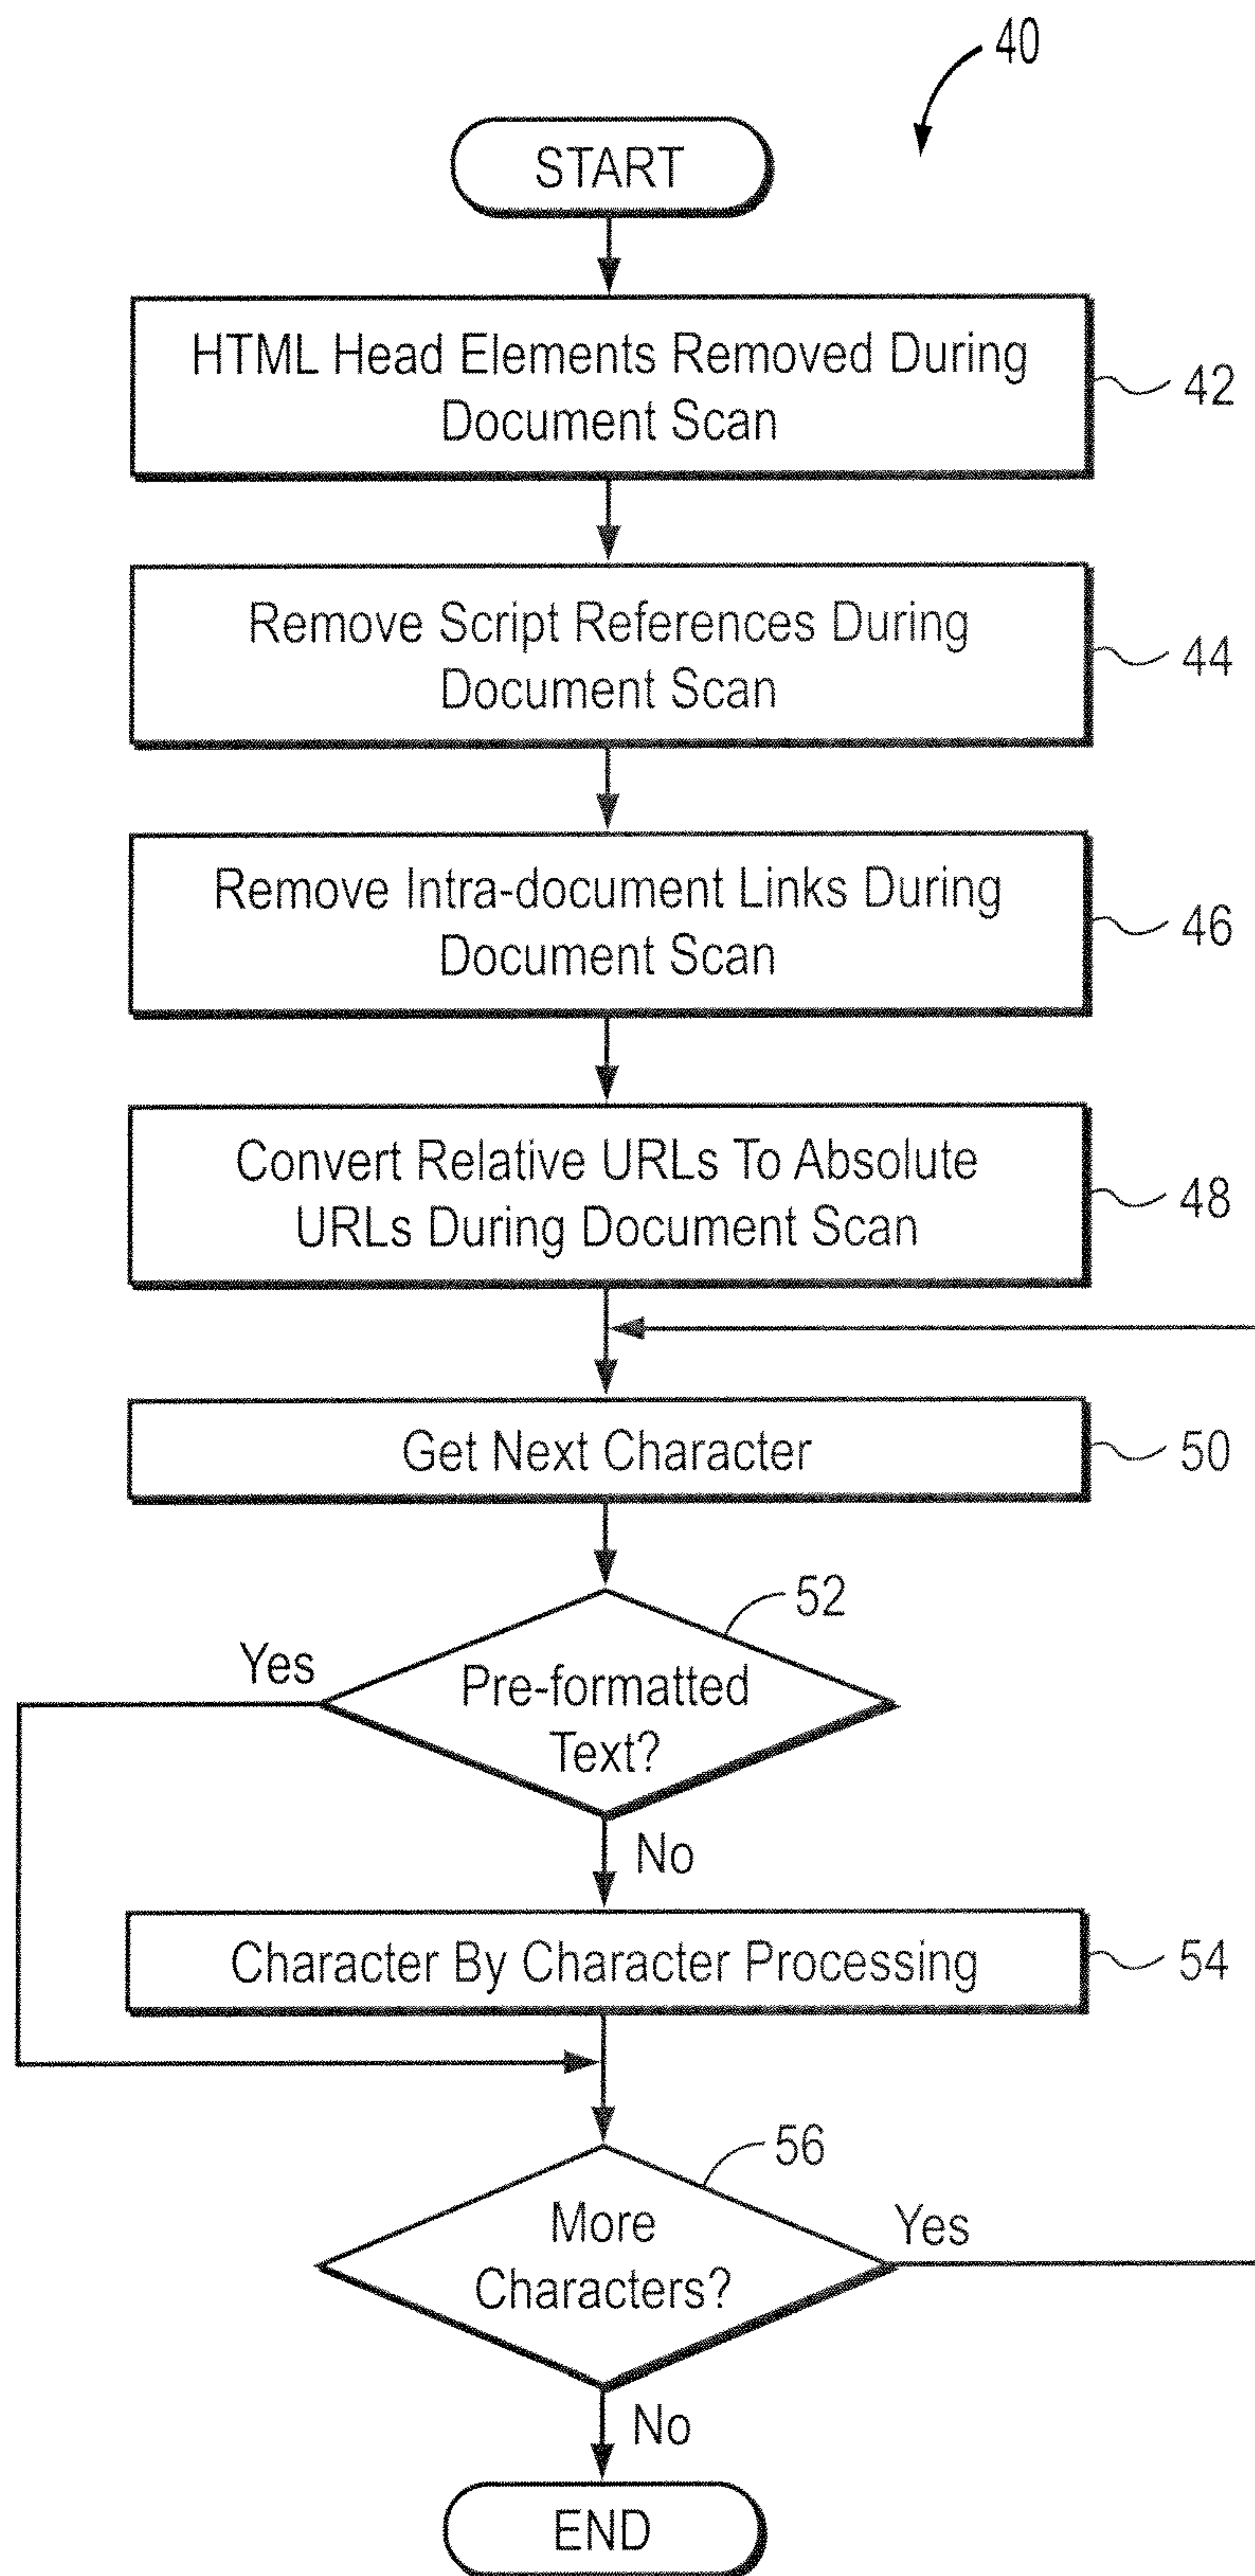 40
START
HTML Head Elements Removed During
Document Scan
42
Remove Script References During
Document Scan
44
Remove Intra-document Links During
Document Scan
46
Convert Relative URLs To Absolute
URLs During Document Scan
48
Get Next Character
50
52
Yes
Pre-formatted
Text?
No
Character By Character Processing
54
56
More
Characters?
Yes
No
END